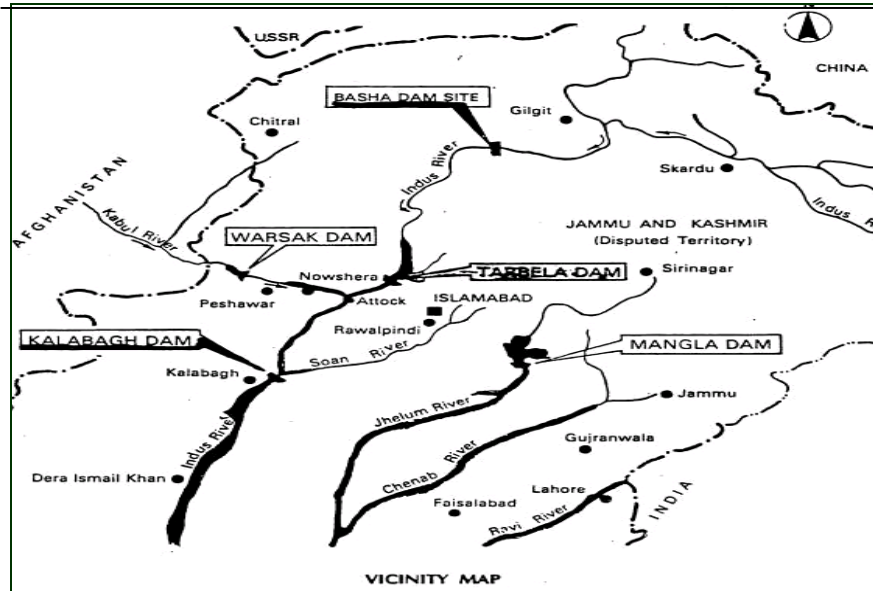 N
USSR
CHINA
BASHA DAM SITE
Gilgit
Chitral
Skardu
Indus River
Indus R
AFGHANISTAN
Kabul River
JAMMU AND KASHMIR
(Disputed Territory)
WARSAK DAM
Nowshera
TARBELA DAM
Sirinagar
Peshawar
Attock
ISLAMABAD
Rawalpindi
KALABAGH DAM
Soan River
MANGLA DAM
Kalabagh
Jammu
Jhelum River
Indus River
Chenab River
Gujranwala
Dera Ismail Khan
Faisalabad
Lahore
Ravi River
INDIA
VICINITY MAP